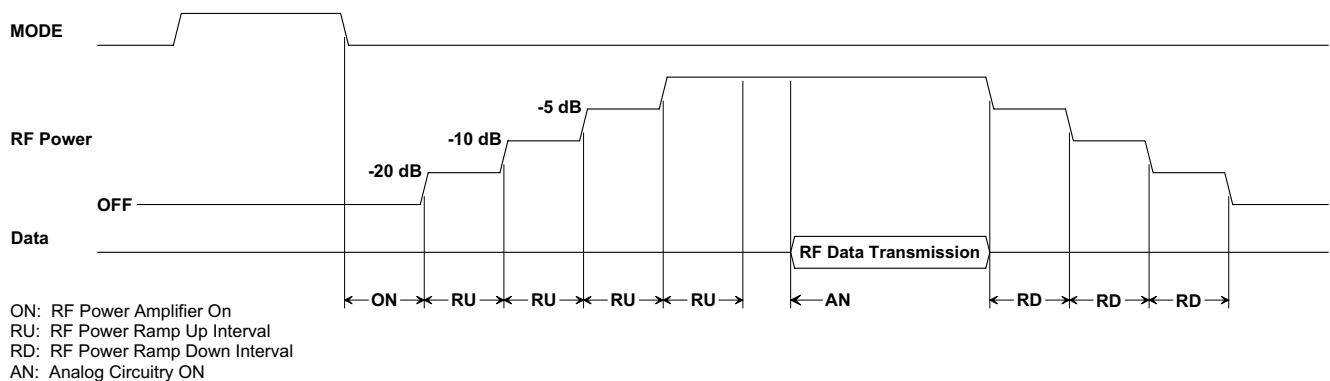 MODE
-5 dB
RF Power
-10 dB
-20 dB
OFF
Data
RF Data Transmission
ON RU RU RU RU AN RD RD RD
ON: RF Power Amplifier On
RU: RF Power Ramp Up Interval
RD: RF Power Ramp Down Interval
AN: Analog Circuitry ON